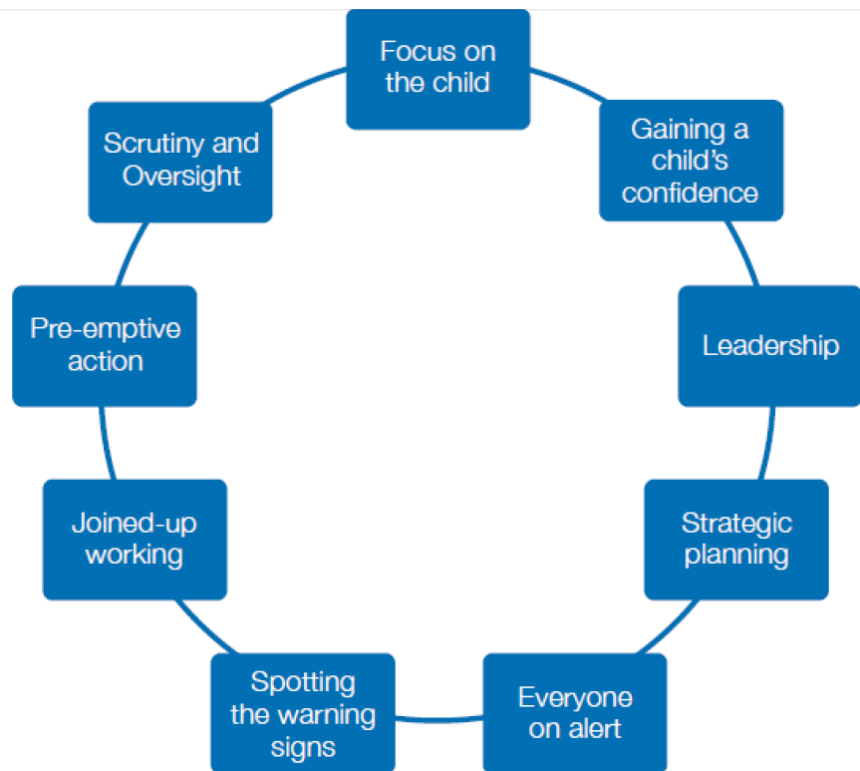 Focus on
the child
Gaining a
child's
confidence
Leadership
Strategic
planning
Everyone
on alert
Spotting
the warning
signs
Joined-up
working
Pre-emptive
action
Scrutiny and
Oversight